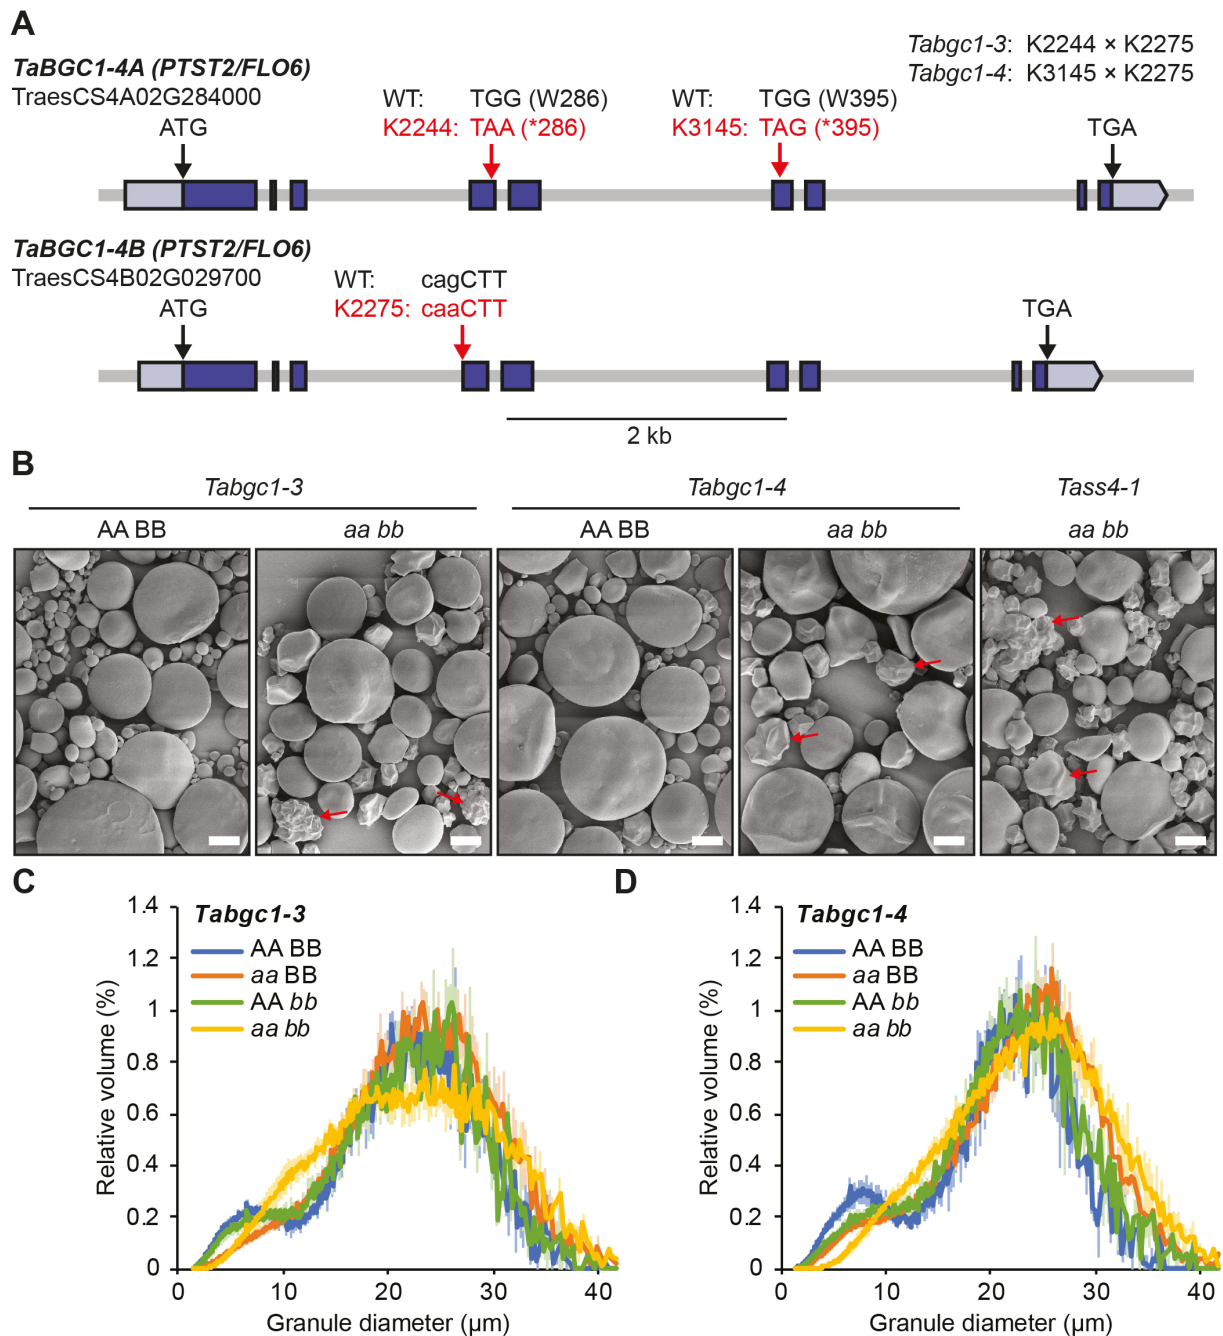 A
Tabgc1-3: K2244 × K2275
Tabgc1-4: K3145 × K2275
TaBGC1-4A (PTST2/FLO6)
TraesCS4A02G284000
WT: TGG (W286)
K2244: TAA (*286)
WT: TGG (W395)
K3145: TAG (*395)
ATG
TGA
TaBGC1-4B (PTST2/FLO6)
TraesCS4B02G029700
WT: cagCTT
K2275: caaCTT
ATG
TGA
2 kb
B
Tabgc1-3
Tabgc1-4
Tass4-1
AA BB
aa bb
AA BB
aa bb
aa bb
C
Tabgc1-3
AA BB
aa BB
AA bb
aa bb
Relative volume (%)
1.4
1.2
1
0.8
0.6
0.4
0.2
0
0 10 20 30 40
Granule diameter (µm)
D
Tabgc1-4
AA BB
aa BB
AA bb
aa bb
Relative volume (%)
1.4
1.2
1
0.8
0.6
0.4
0.2
0
0 10 20 30 40
Granule diameter (µm)